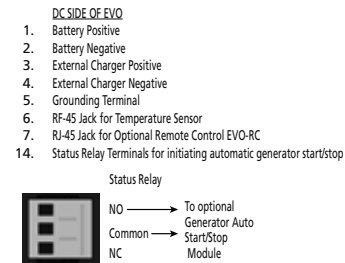 DC SIDE OF EVO
1. Battery Positive
2. Battery Negative
3. External Charger Positive
4. External Charger Negative
5. Grounding Terminal
6. RF-45 Jack for Temperature Sensor
7. RJ-45 Jack for Optional Remote Control EVO-RC
14. Status Relay Terminals for initiating automatic generator start/stop
Status Relay
NO
Common
NC
To optional
Generator Auto
Start/Stop
Module